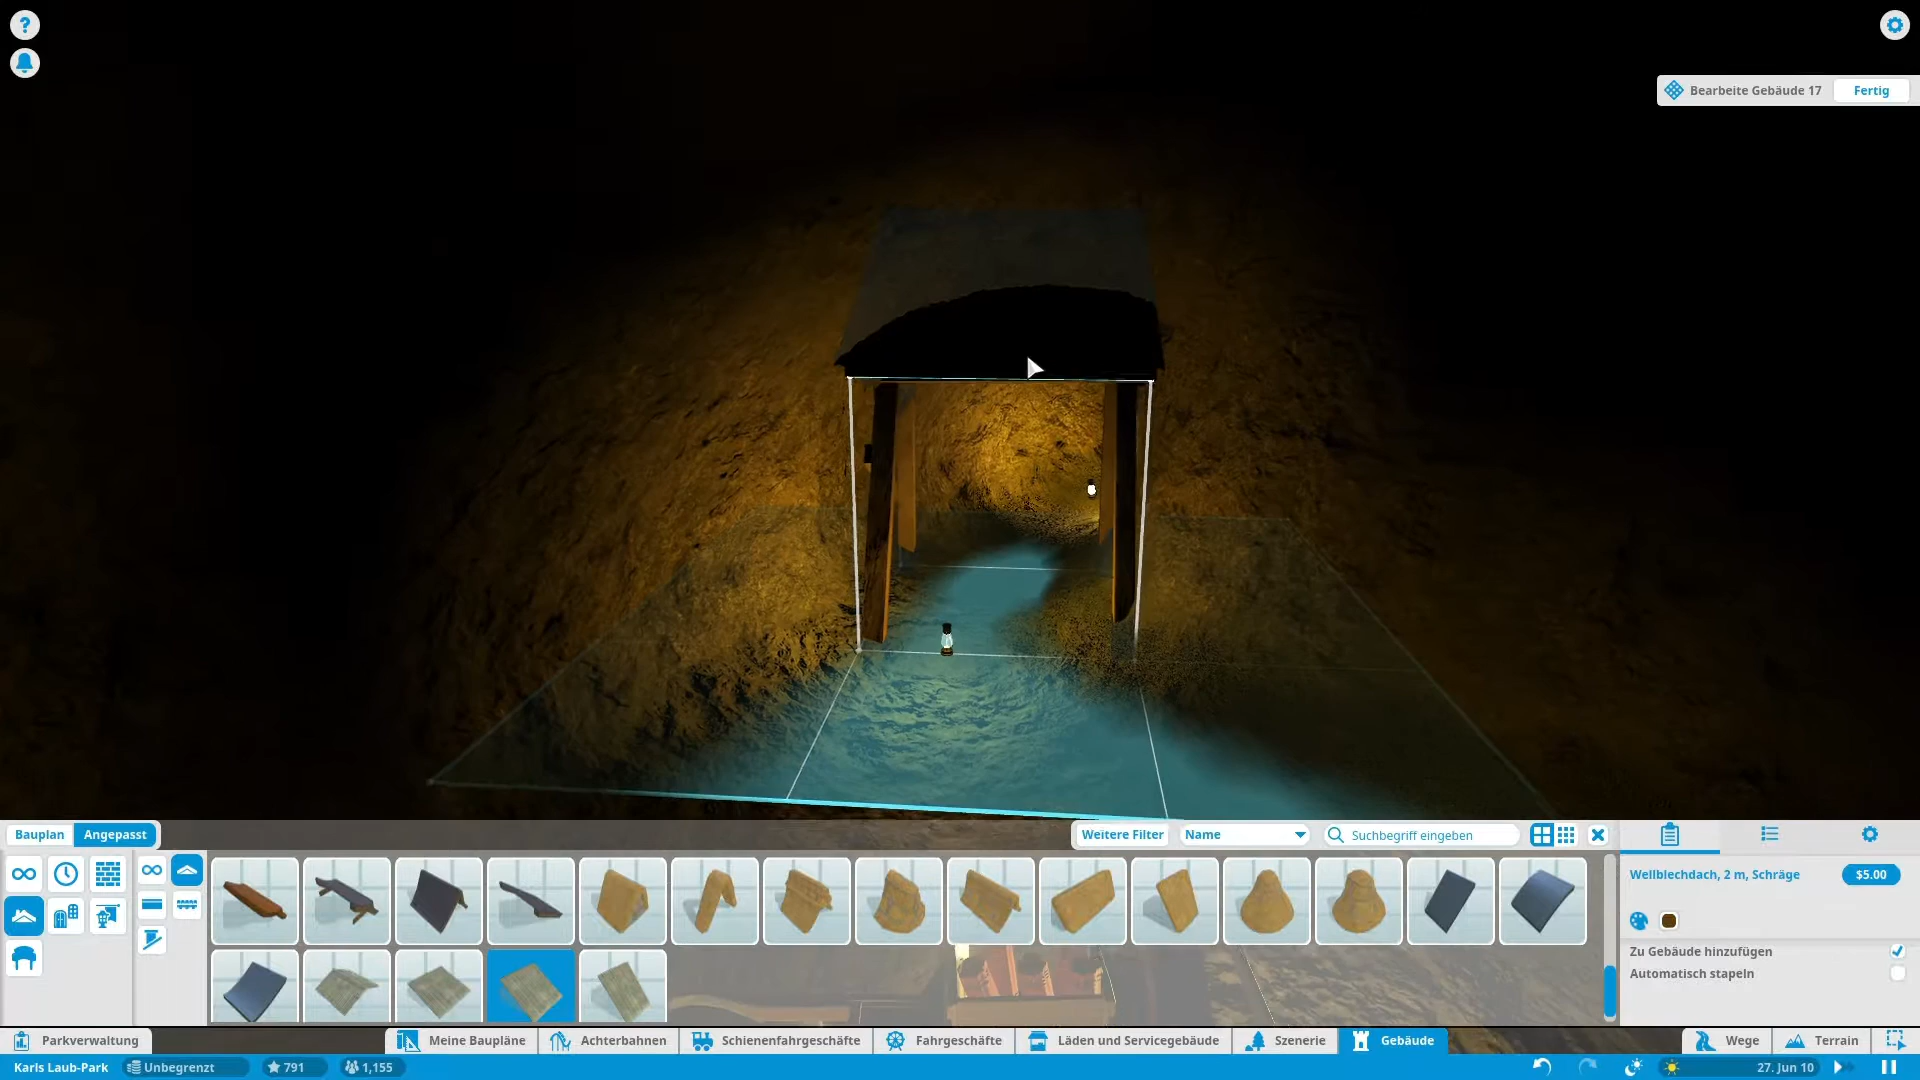 ?
Bearbeite Gebäude 17 Fertig
Bauplan Angepasst
Weitere Filter Name Suchbegriff eingeben
Wellblechdach, 2 m, Schräge $5.00
Zu Gebäude hinzufügen
Automatisch stapeln
Parkverwaltung Meine Baupläne Achterbahnen Schienenfahrgeschäfte Fahrgeschäfte Läden und Servicegebäude Szenerie Gebäude Wege Terrain
Karls Laub-Park Unbegrenzt 791 1,155 27. Jun 10